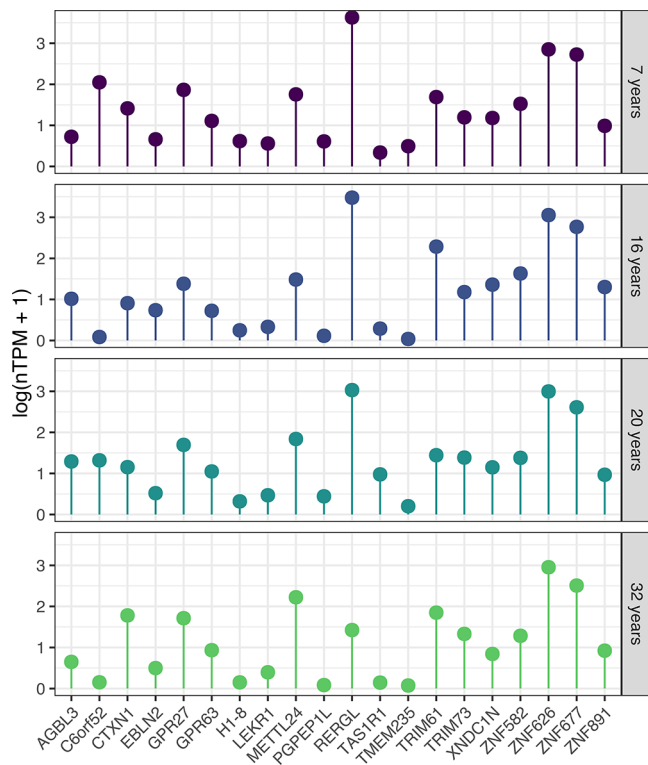 log(nTPM + 1)
3
2
1
0
7 years
3
2
1
0
16 years
3
2
1
0
20 years
3
2
1
0
32 years
AGBL3
C6orf52
CTXN1
EBLN2
GPR27
GPR63
H1-8
LEKR1
METTL24
PGPEP1L
RERGL
TAS1R1
TMEM235
TRIM61
TRIM73
XNDC1N
ZNF582
ZNF626
ZNF677
ZNF891